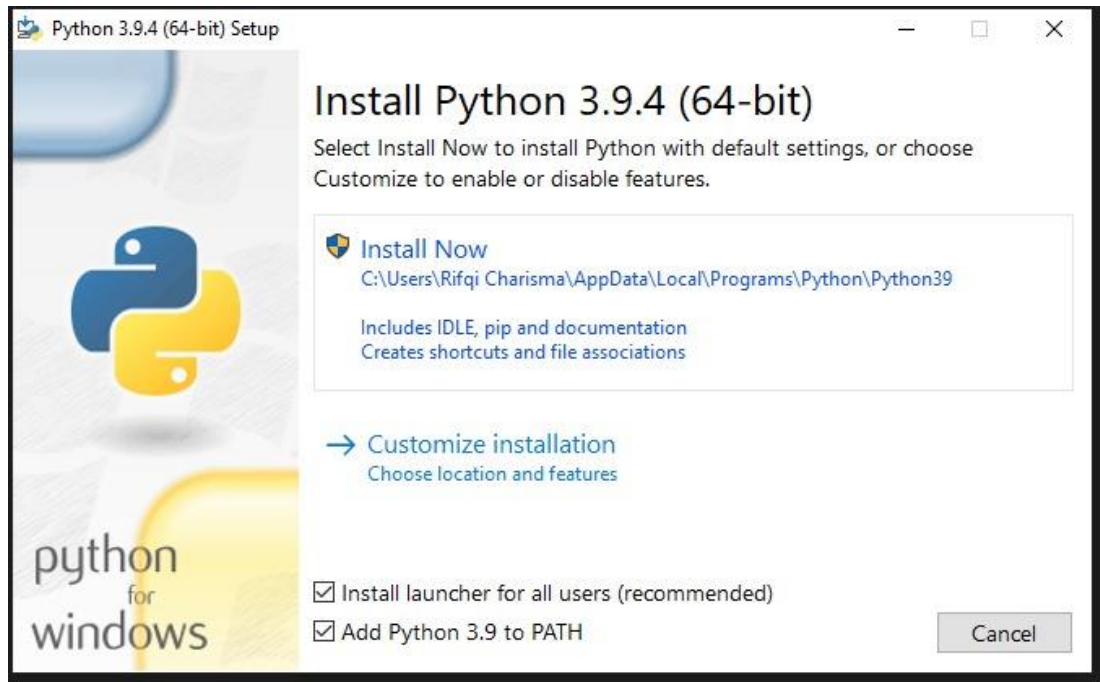 Python 3.9.4 (64-bit) Setup
Install Python 3.9.4 (64-bit)
Select Install Now to install Python with default settings, or choose
Customize to enable or disable features.
Install Now
C:\Users\Rifqi Charisma\AppData\Local\Programs\Python\Python39
Includes IDLE, pip and documentation
Creates shortcuts and file associations
Customize installation
Choose location and features
python
for
windows
Install launcher for all users (recommended)
Add Python 3.9 to PATH
Cancel